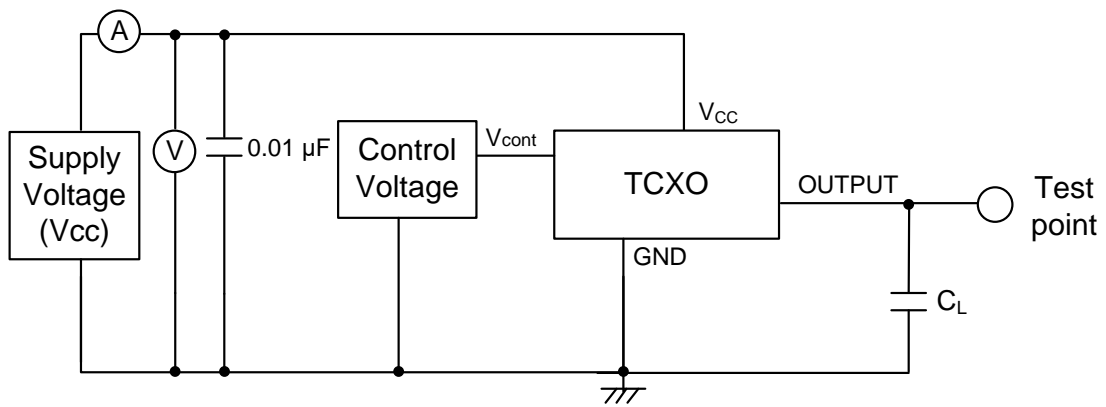 A
V
Supply
Voltage
(Vcc)
0.01 µF
Control
Voltage
Vcont
VCC
TCXO
OUTPUT
GND
CL
Test
point